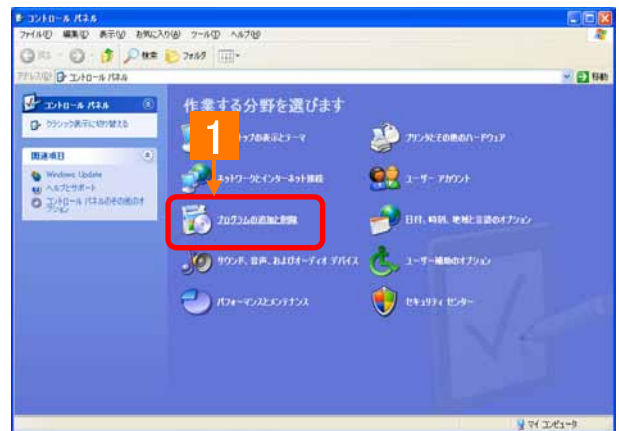 コントロール パネル
ファイル(F) 編集(E) 表示(V) お気に入り(A) ツール(T) ヘルプ(H)
戻る 検索 フォルダ
アドレス(D) コントロール パネル 移動
コントロール パネル
クラシック表示に切り替える
関連項目
Windows Update
ヘルプとサポート
コントロール パネルのその他のオプション
作業する分野を選びます
1
デスクトップの表示とテーマ
プリンタとその他のハードウェア
ネットワークとインターネット接続
ユーザー アカウント
プログラムの追加と削除
日付、時刻、地域と言語のオプション
サウンド、音声、およびオーディオ デバイス
ユーザー補助のオプション
パフォーマンスとメンテナンス
セキュリティ センター
マイ コンピュータ